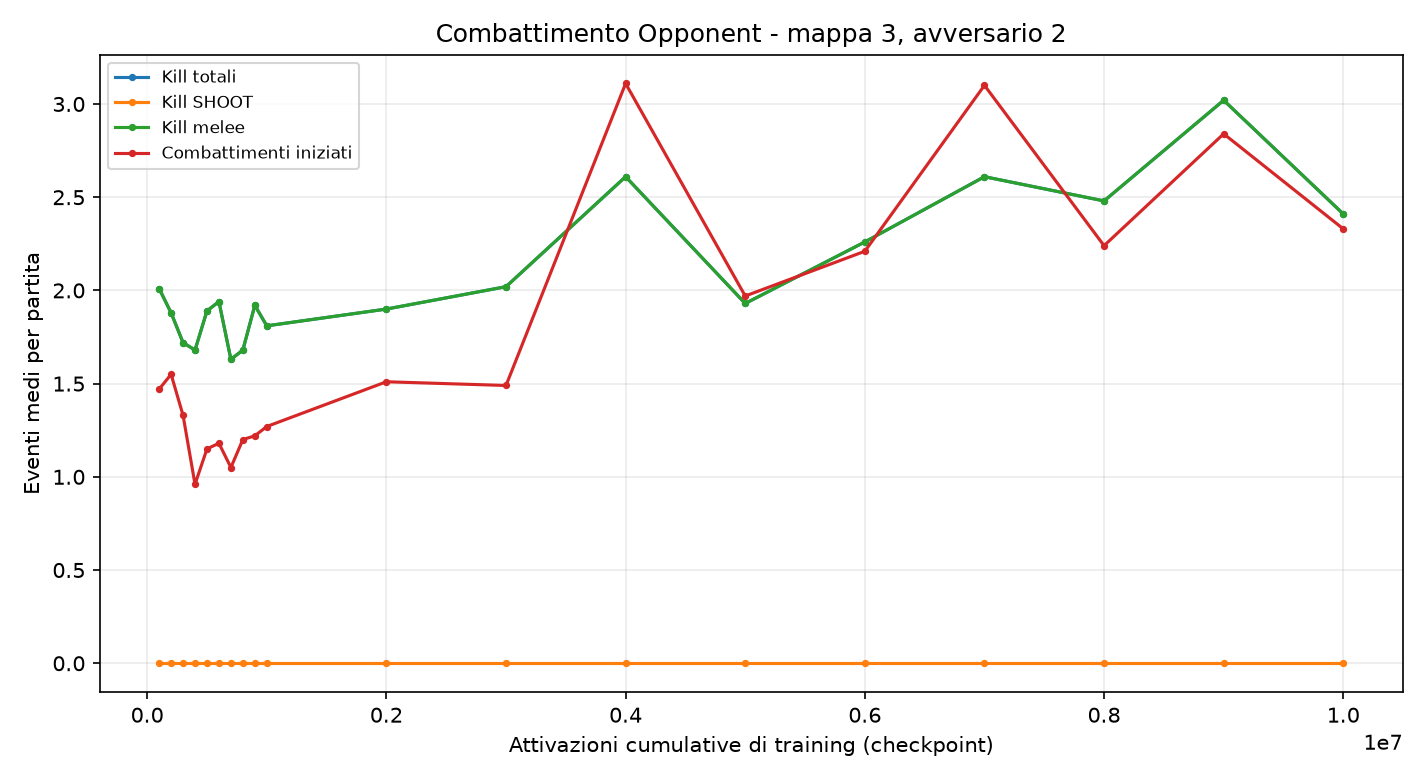 Combattimento Opponent - mappa 3, avversario 2
Kill totali
Kill SHOOT
Kill melee
Combattimenti iniziati
Eventi medi per partita
3.0
2.5
2.0
1.5
1.0
0.5
0.0
0.0 0.2 0.4 0.6 0.8 1.0
1e7
Attivazioni cumulative di training (checkpoint)